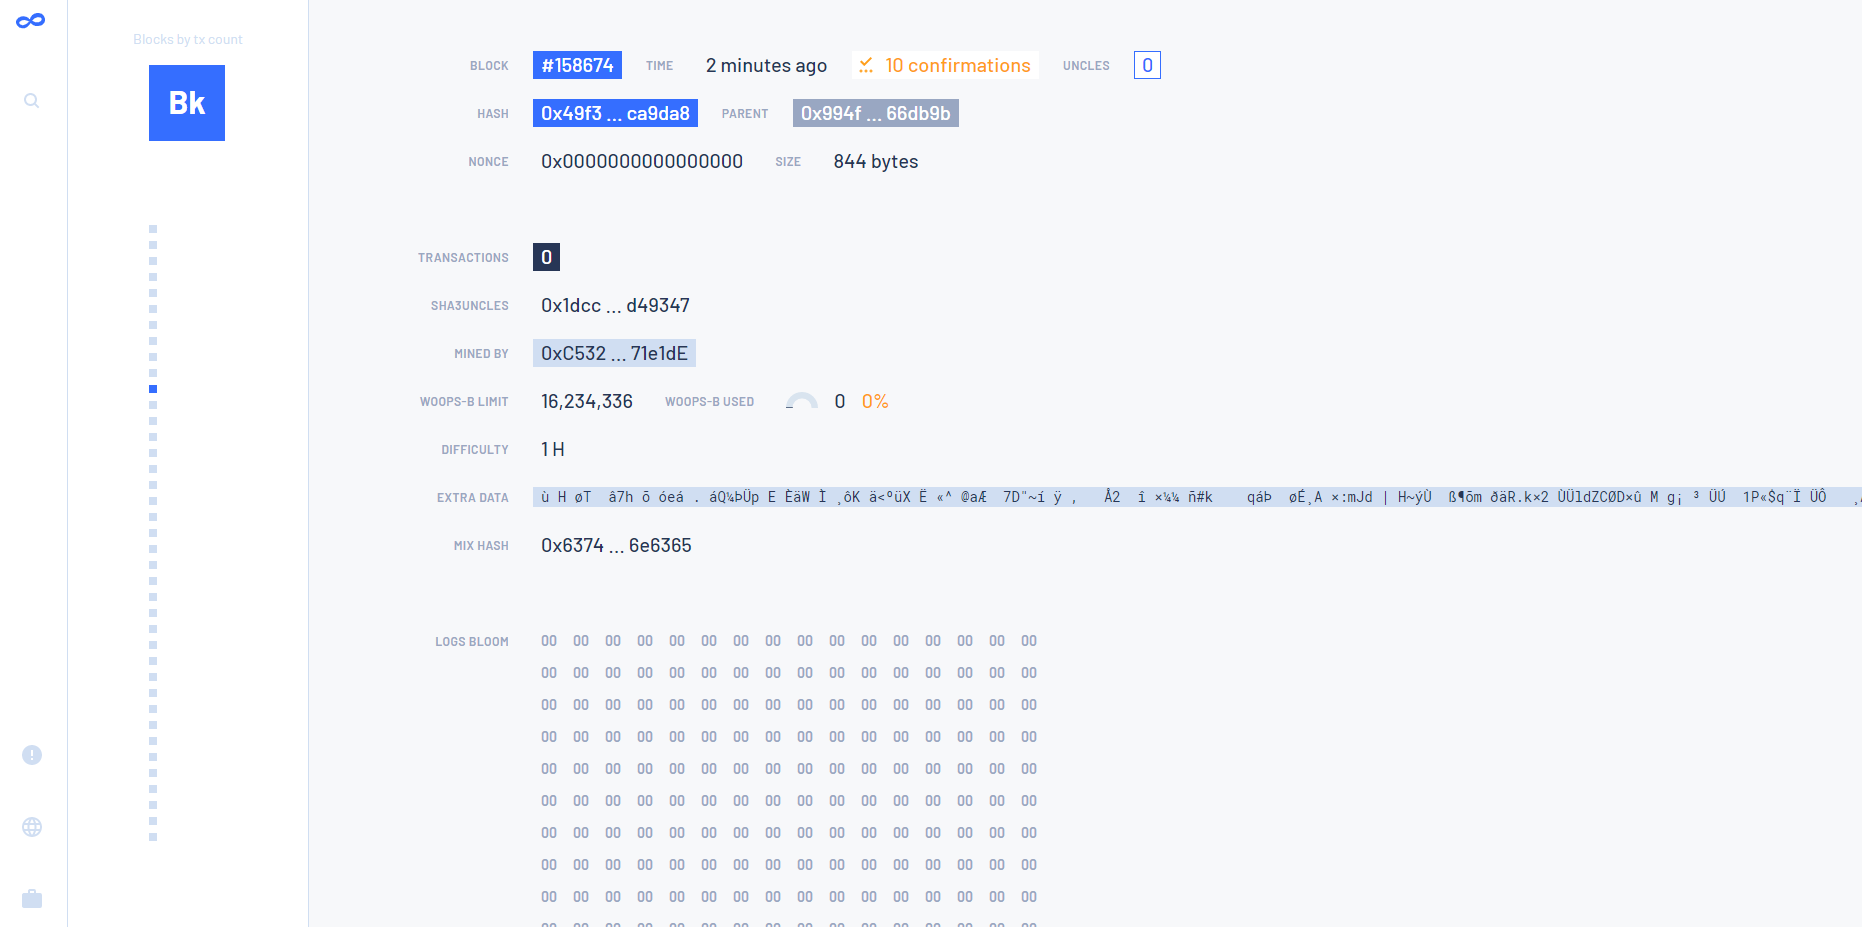 Blocks by tx count
Bk
BLOCK #158674 TIME 2 minutes ago 10 confirmations UNCLES 0
HASH 0x49f3 ... ca9da8 PARENT 0x994f ... 66db9b
NONCE 0x0000000000000000 SIZE 844 bytes
TRANSACTIONS 0
SHA3UNCLES 0x1dcc ... d49347
MINED BY 0xC532 ... 71e1dE
WOOPS-B LIMIT 16,234,336 WOOPS-B USED 0 0%
DIFFICULTY 1 H
EXTRA DATA ù H øT â7h õ óeá . áQ¼ÞÜp E ÈäW Ì ¸ôK ä<ºüX Ë «^ @aÆ 7D"~í ÿ , Å2 î ×¼¼ ñ#k qáÞ øÉ¸A ×:mJd | H~ýÙ ß¶õm ðäR.k×2 ÙÜldZCØD×û M g¡ ³ ÜÚ 1P«$q¨Ï ÜÔ
MIX HASH 0x6374 ... 6e6365
LOGS BLOOM 00 00 00 00 00 00 00 00 00 00 00 00 00 00 00 00
00 00 00 00 00 00 00 00 00 00 00 00 00 00 00 00
00 00 00 00 00 00 00 00 00 00 00 00 00 00 00 00
00 00 00 00 00 00 00 00 00 00 00 00 00 00 00 00
00 00 00 00 00 00 00 00 00 00 00 00 00 00 00 00
00 00 00 00 00 00 00 00 00 00 00 00 00 00 00 00
00 00 00 00 00 00 00 00 00 00 00 00 00 00 00 00
00 00 00 00 00 00 00 00 00 00 00 00 00 00 00 00
00 00 00 00 00 00 00 00 00 00 00 00 00 00 00 00